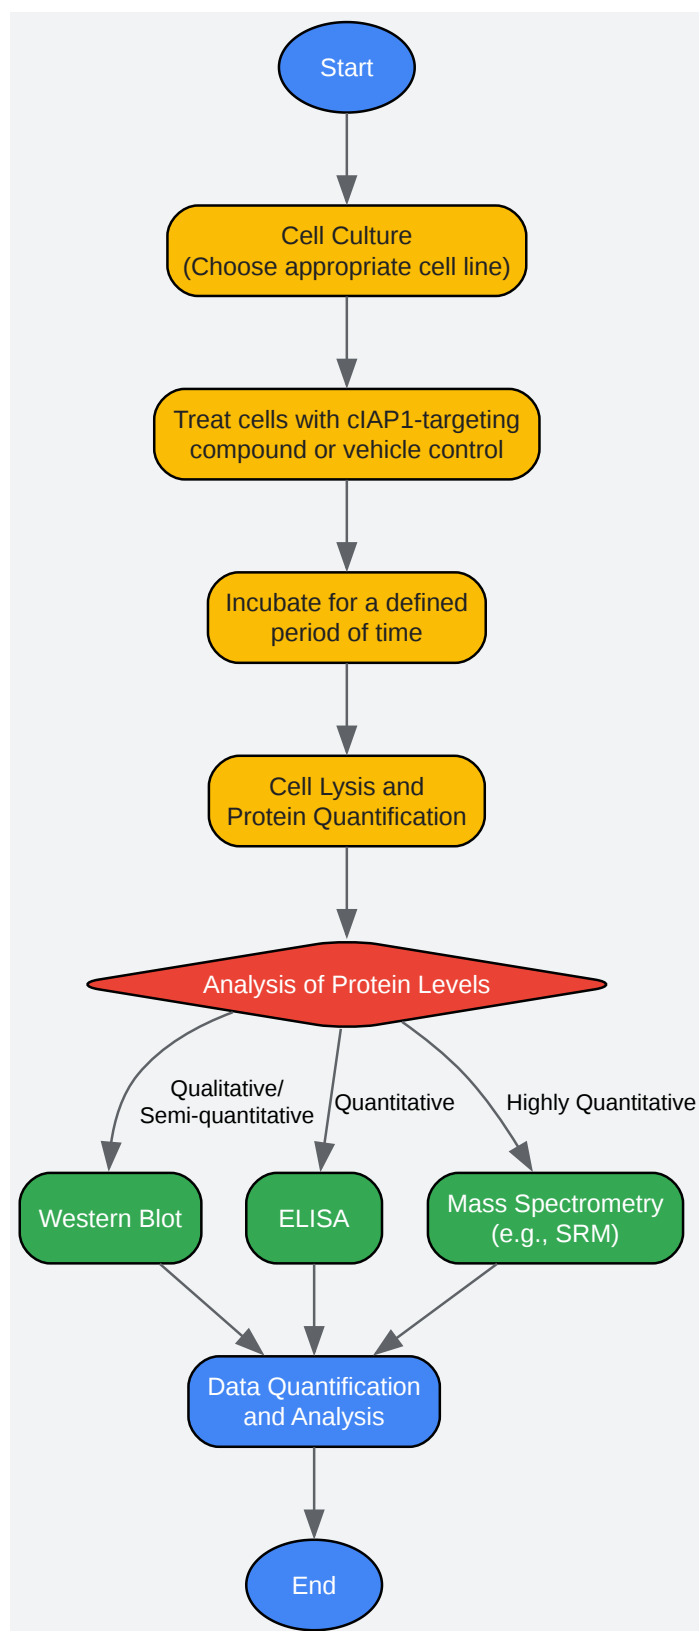 Start
Cell Culture
(Choose appropriate cell line)
Treat cells with cIAP1-targeting
compound or vehicle control
Incubate for a defined
period of time
Cell Lysis and
Protein Quantification
Analysis of Protein Levels
Qualitative/
Semi-quantitative
Quantitative
Highly Quantitative
Western Blot
ELISA
Mass Spectrometry
(e.g., SRM)
Data Quantification
and Analysis
End